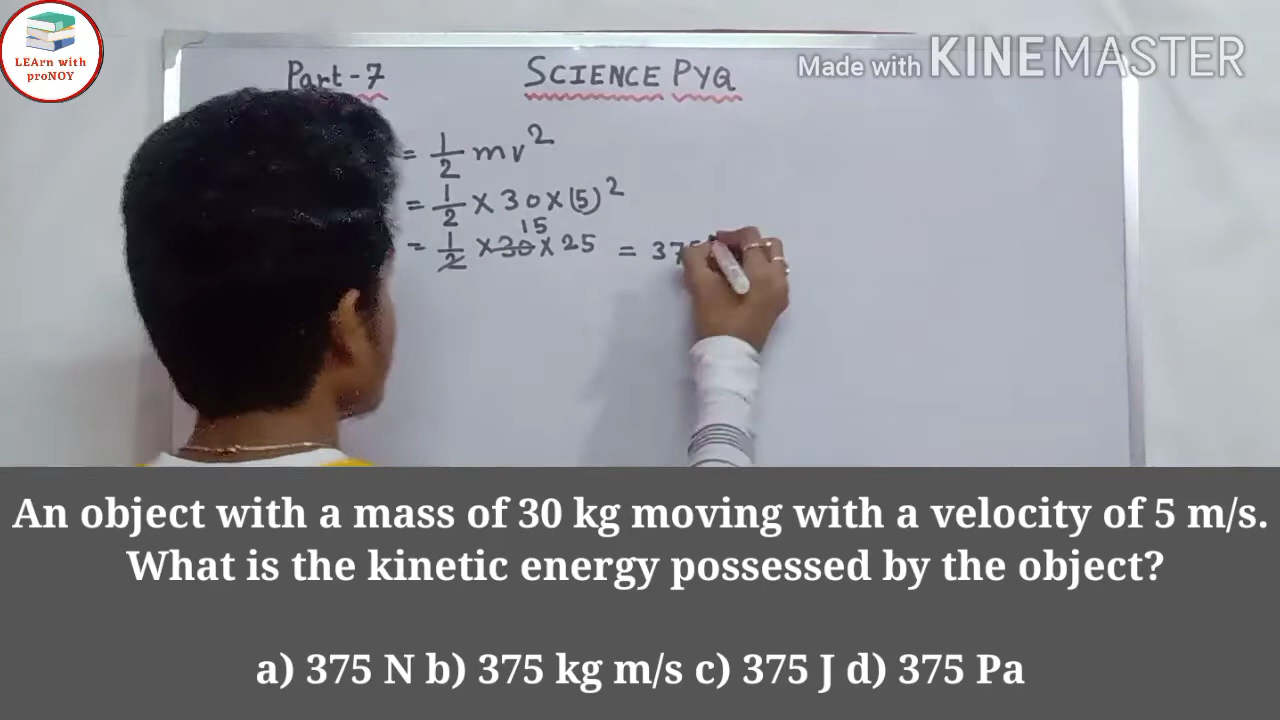 LEArn with
proNOY
Made with KINEMASTER
Part-7
SCIENCE PYQ
= 1/2 mv²
= 1/2 × 30 × (5)²
= 1/2 × 30 15 × 25 = 375
An object with a mass of 30 kg moving with a velocity of 5 m/s.
What is the kinetic energy possessed by the object?
a) 375 N b) 375 kg m/s c) 375 J d) 375 Pa